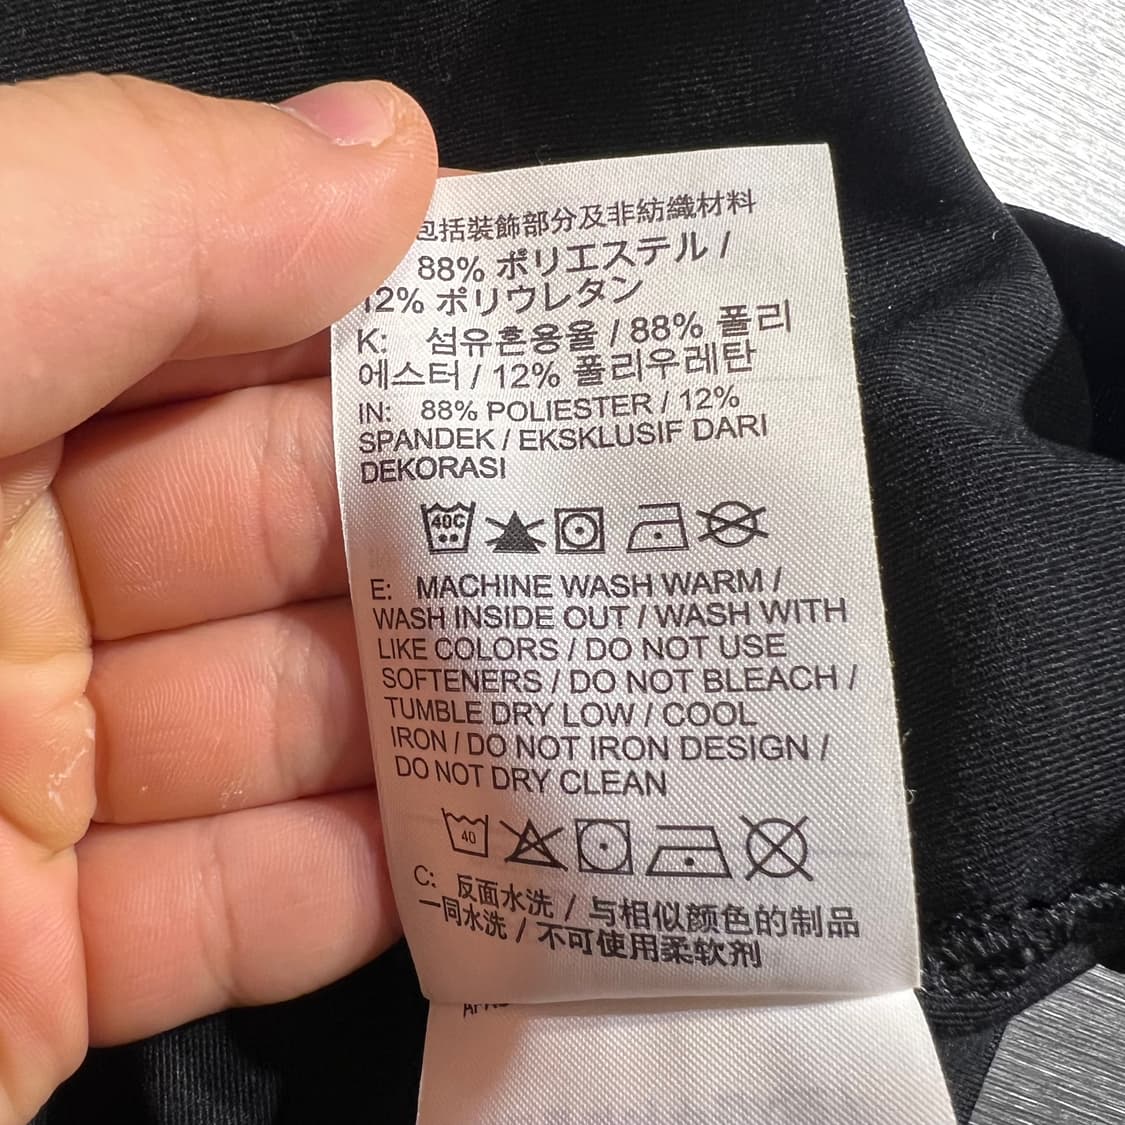 包括装飾部分及非紡織材料
88% ポリエステル /
12% ポリウレタン
K: 섬유혼용율 / 88% 폴리
에스터 / 12% 폴리우레탄
IN: 88% POLIESTER / 12%
SPANDEK / EKSKLUSIF DARI
DEKORASI
40C
E: MACHINE WASH WARM /
WASH INSIDE OUT / WASH WITH
LIKE COLORS / DO NOT USE
SOFTENERS / DO NOT BLEACH /
TUMBLE DRY LOW / COOL
IRON / DO NOT IRON DESIGN /
DO NOT DRY CLEAN
40
C: 反面水洗 / 与相似颜色的制品
一同水洗 / 不可使用柔软剂